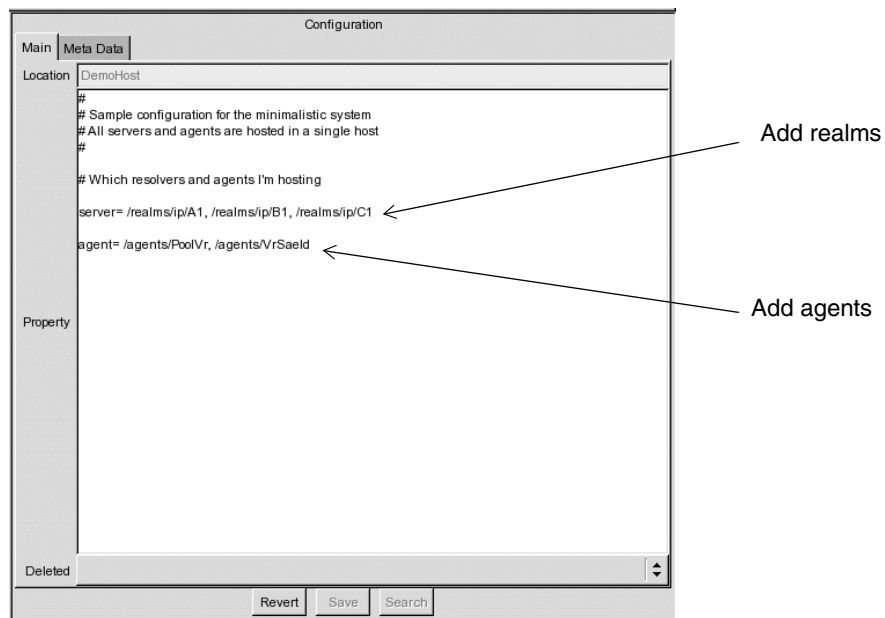 Configuration
Main Meta Data
Location DemoHost
#
# Sample configuration for the minimalistic system
# All servers and agents are hosted in a single host
#
# Which resolvers and agents I'm hosting
server= /realms/ip/A1, /realms/ip/B1, /realms/ip/C1
agent= /agents/PoolVr, /agents/VrSaeId
Property
Deleted
Revert Save Search
Add realms
Add agents